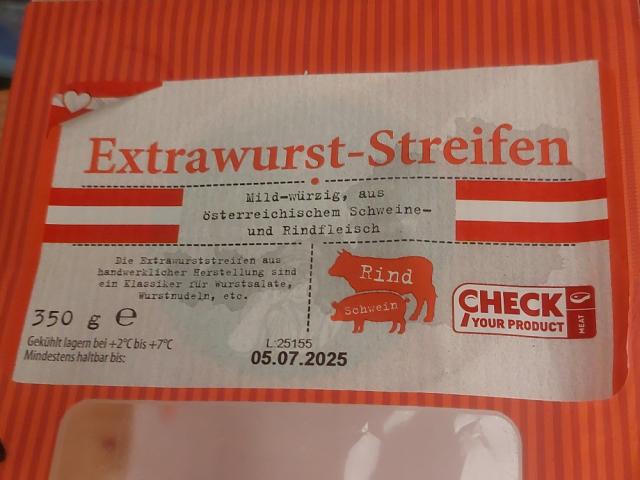 Extrawurst-Streifen
Mild-würzig, aus
österreichischem Schweine-
und Rindfleisch
Die Extrawurststreifen aus
handwerklicher Herstellung sind
ein Klassiker für Wurstsalate,
Wurstnudeln, etc.
Rind
Schwein
CHECK
YOUR PRODUCT
MEAT
350 g ℮
Gekühlt lagern bei +2°C bis +7°C
Mindestens haltbar bis:
L:25155
05.07.2025